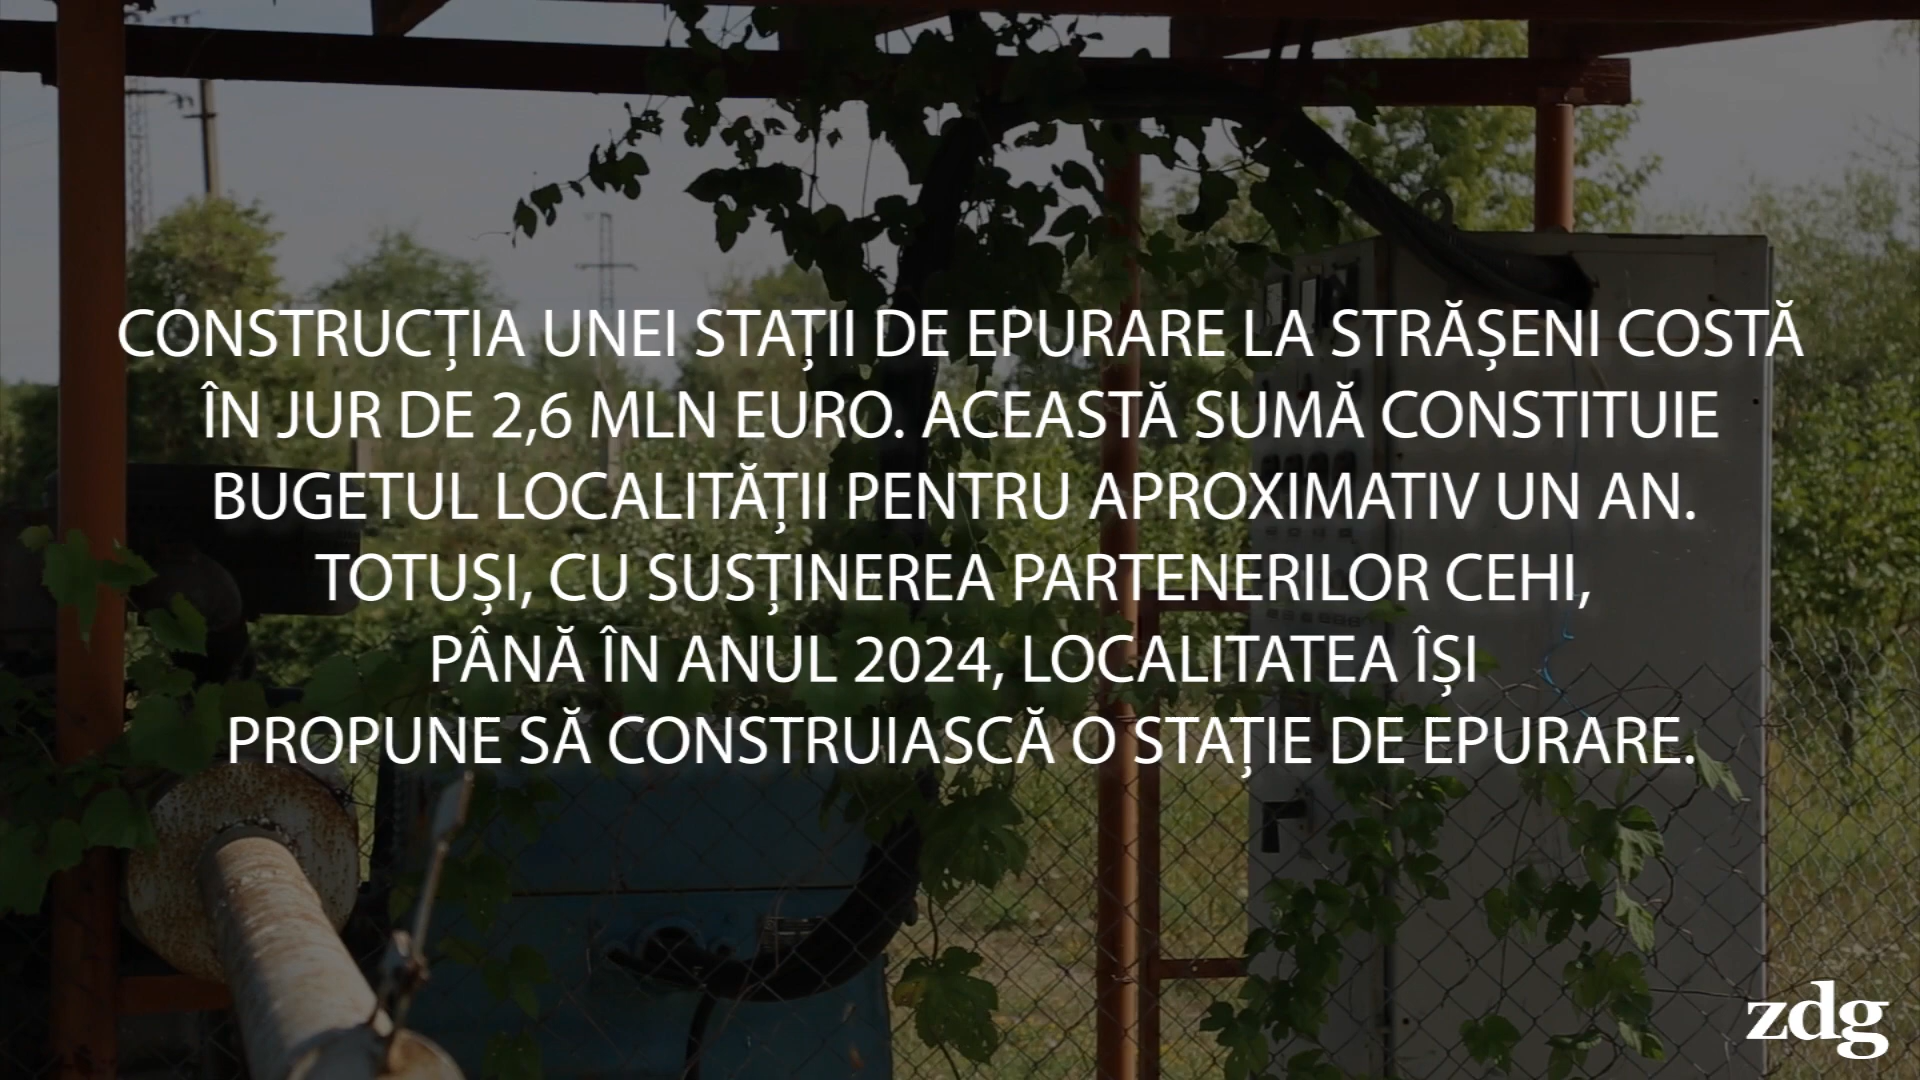 CONSTRUCȚIA UNEI STAȚII DE EPURARE LA STRĂȘENI COSTĂ
ÎN JUR DE 2,6 MLN EURO. ACEASTĂ SUMĂ CONSTITUIE
BUGETUL LOCALITĂȚII PENTRU APROXIMATIV UN AN.
TOTUȘI, CU SUSȚINEREA PARTENERILOR CEHI,
PÂNĂ ÎN ANUL 2024, LOCALITATEA ÎȘI
PROPUNE SĂ CONSTRUIASCĂ O STAȚIE DE EPURARE.
zdg